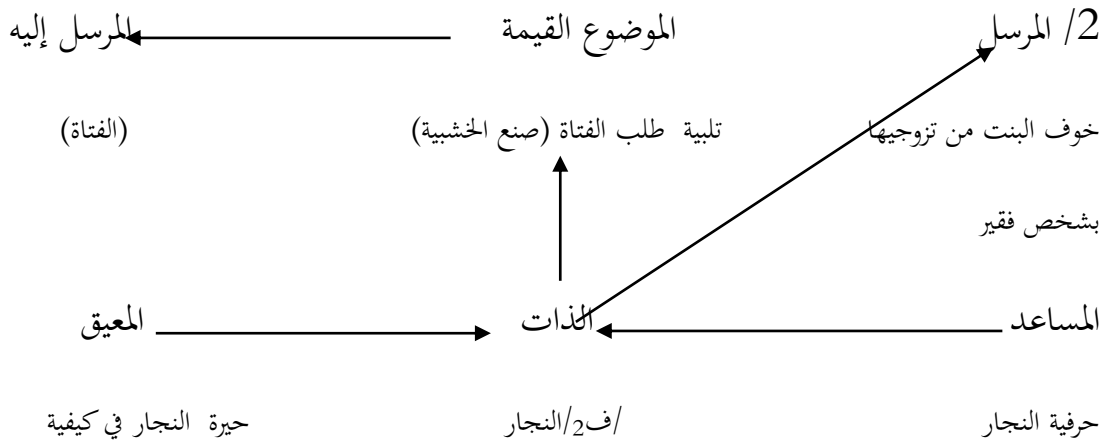 2/ المرسل الموضوع القيمة المرسل إليه
خوف البنت من تزوجيها تلبية طلب الفتاة (صنع الخشبية) (الفتاة)
بشخص فقير
المساعد الذات المعيق
حرفية النجار /ف2/النجار حيرة النجار في كيفية